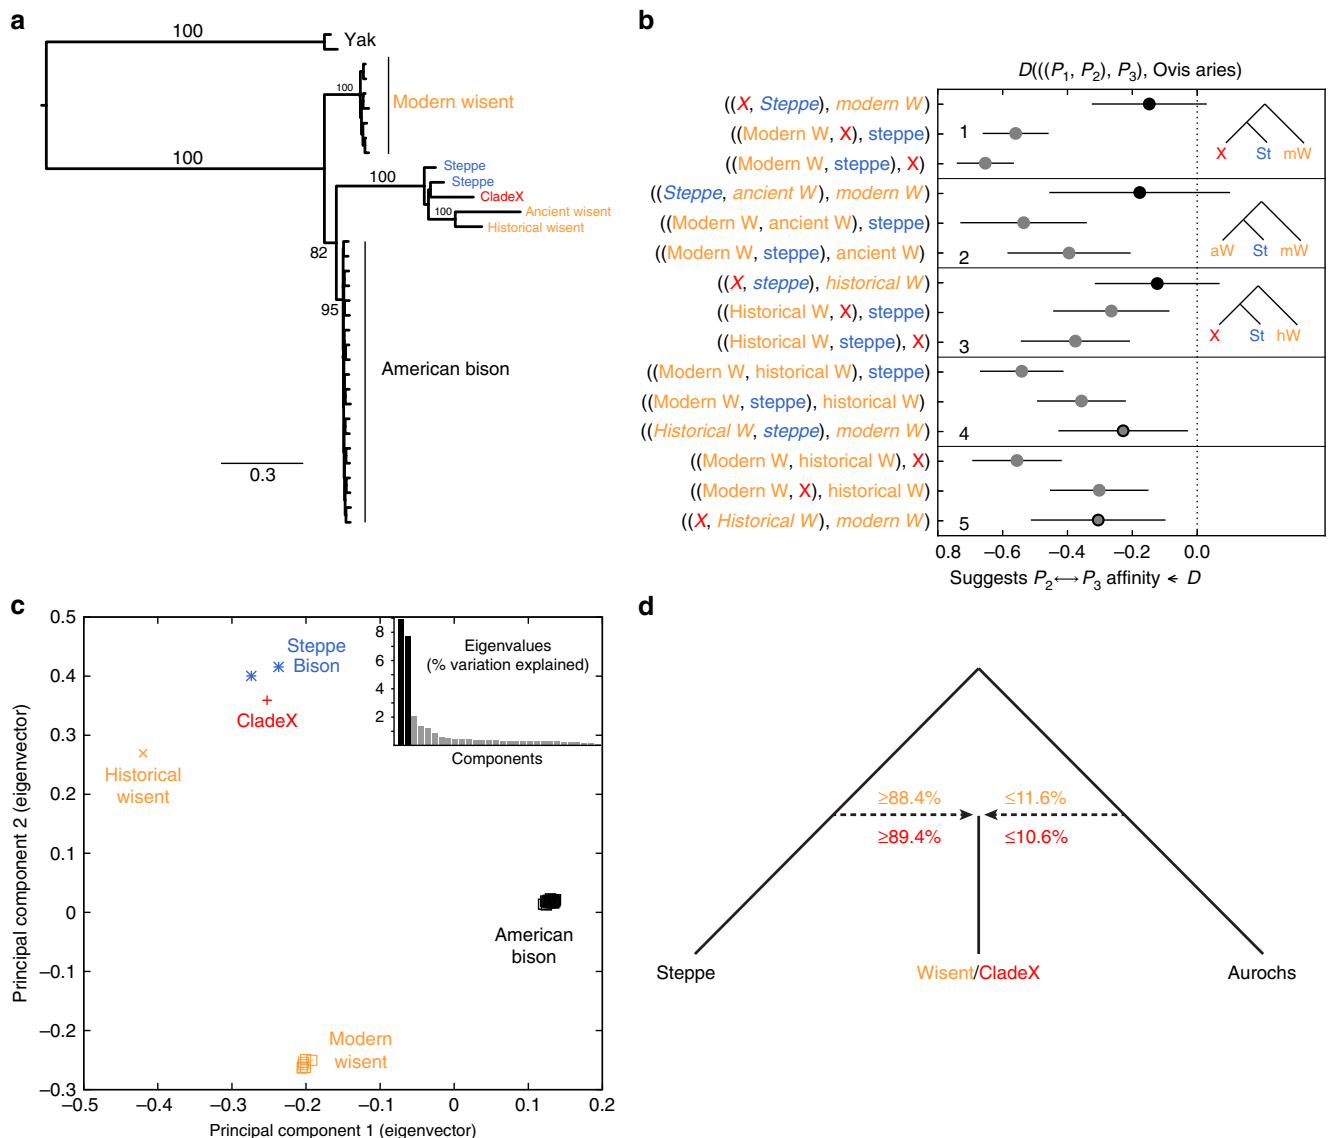 a
100
Yak
100
Modern wisent
100
Steppe
100
Steppe
CladeX
100
Ancient wisent
Historical wisent
82
95
American bison
0.3
b
D(((P1, P2), P3), Ovis aries)
((X, Steppe), modern W)
((Modern W, X), steppe)
1
((Modern W, steppe), X)
X St mW
((Steppe, ancient W), modern W)
((Modern W, ancient W), steppe)
((Modern W, steppe), ancient W)
2
aW St mW
((X, steppe), historical W)
((Historical W, X), steppe)
((Historical W, steppe), X)
3
X St hW
((Modern W, historical W), steppe)
((Modern W, steppe), historical W)
((Historical W, steppe), modern W)
4
((Modern W, historical W), X)
((Modern W, X), historical W)
((X, Historical W), modern W)
5
0.8 −0.6 −0.4 −0.2 0.0
Suggests P2⟷P3 affinity < D
c
Principal component 2 (eigenvector)
0.5
0.4
0.3
0.2
0.1
0
−0.1
−0.2
−0.3
Steppe
Bison
CladeX
Historical
wisent
Eigenvalues
(% variation explained)
8
6
4
2
Components
American
bison
Modern
wisent
−0.5 −0.4 −0.3 −0.2 −0.1 0 0.1 0.2
Principal component 1 (eigenvector)
d
≥88.4% ≤11.6%
≥89.4% ≤10.6%
Steppe Wisent/CladeX Aurochs